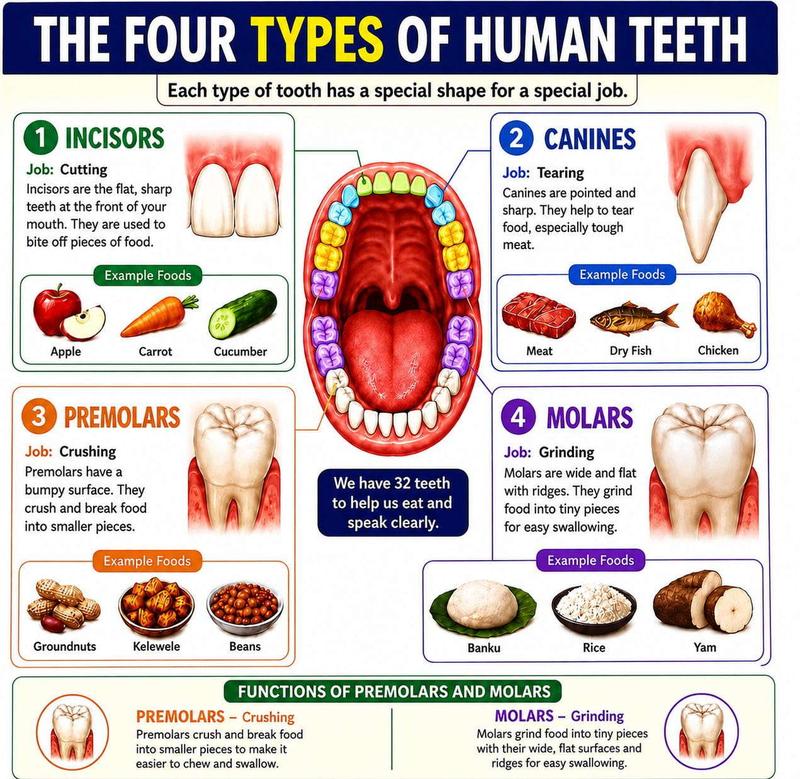 THE FOUR TYPES OF HUMAN TEETH
Each type of tooth has a special shape for a special job.
1 INCISORS
Job: Cutting
Incisors are the flat, sharp
teeth at the front of your
mouth. They are used to
bite off pieces of food.
Example Foods
Apple
Carrot
Cucumber
2 CANINES
Job: Tearing
Canines are pointed and
sharp. They help to tear
food, especially tough
meat.
Example Foods
Meat
Dry Fish
Chicken
3 PREMOLARS
Job: Crushing
Premolars have a
bumpy surface. They
crush and break food
into smaller pieces.
Example Foods
Groundnuts
Kelewele
Beans
We have 32 teeth
to help us eat and
speak clearly.
4 MOLARS
Job: Grinding
Molars are wide and flat
with ridges. They grind
food into tiny pieces
for easy swallowing.
Example Foods
Banku
Rice
Yam
FUNCTIONS OF PREMOLARS AND MOLARS
PREMOLARS – Crushing
Premolars crush and break food
into smaller pieces to make it
easier to chew and swallow.
MOLARS – Grinding
Molars grind food into tiny pieces
with their wide, flat surfaces and
ridges for easy swallowing.